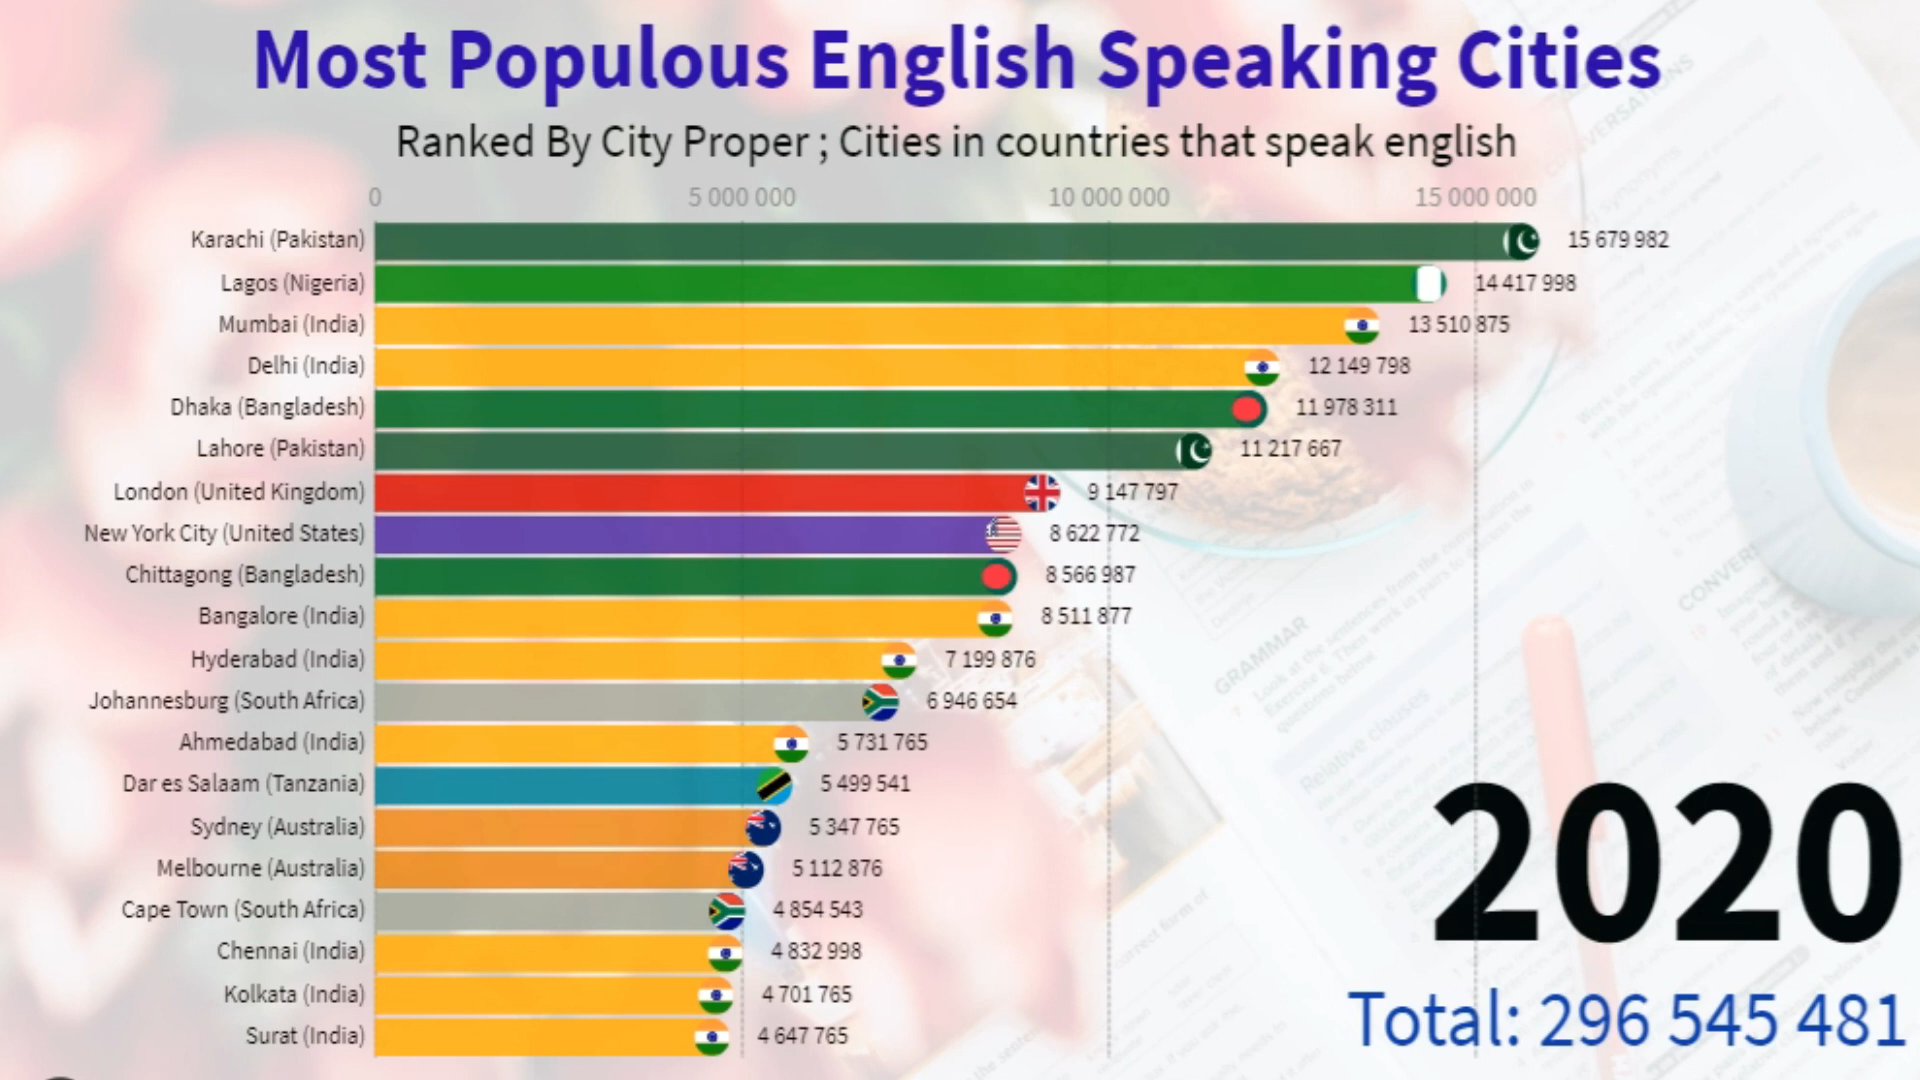 Most Populous English Speaking Cities
Ranked By City Proper ; Cities in countries that speak english
0 5 000 000 10 000 000 15 000 000
Karachi (Pakistan) 15 679 982
Lagos (Nigeria) 14 417 998
Mumbai (India) 13 510 875
Delhi (India) 12 149 798
Dhaka (Bangladesh) 11 978 311
Lahore (Pakistan) 11 217 667
London (United Kingdom) 9 147 797
New York City (United States) 8 622 772
Chittagong (Bangladesh) 8 566 987
Bangalore (India) 8 511 877
Hyderabad (India) 7 199 876
Johannesburg (South Africa) 6 946 654
Ahmedabad (India) 5 731 765
Dar es Salaam (Tanzania) 5 499 541
Sydney (Australia) 5 347 765
Melbourne (Australia) 5 112 876
Cape Town (South Africa) 4 854 543
Chennai (India) 4 832 998
Kolkata (India) 4 701 765
Surat (India) 4 647 765
2020
Total: 296 545 481
GRAMMAR
Relative clauses